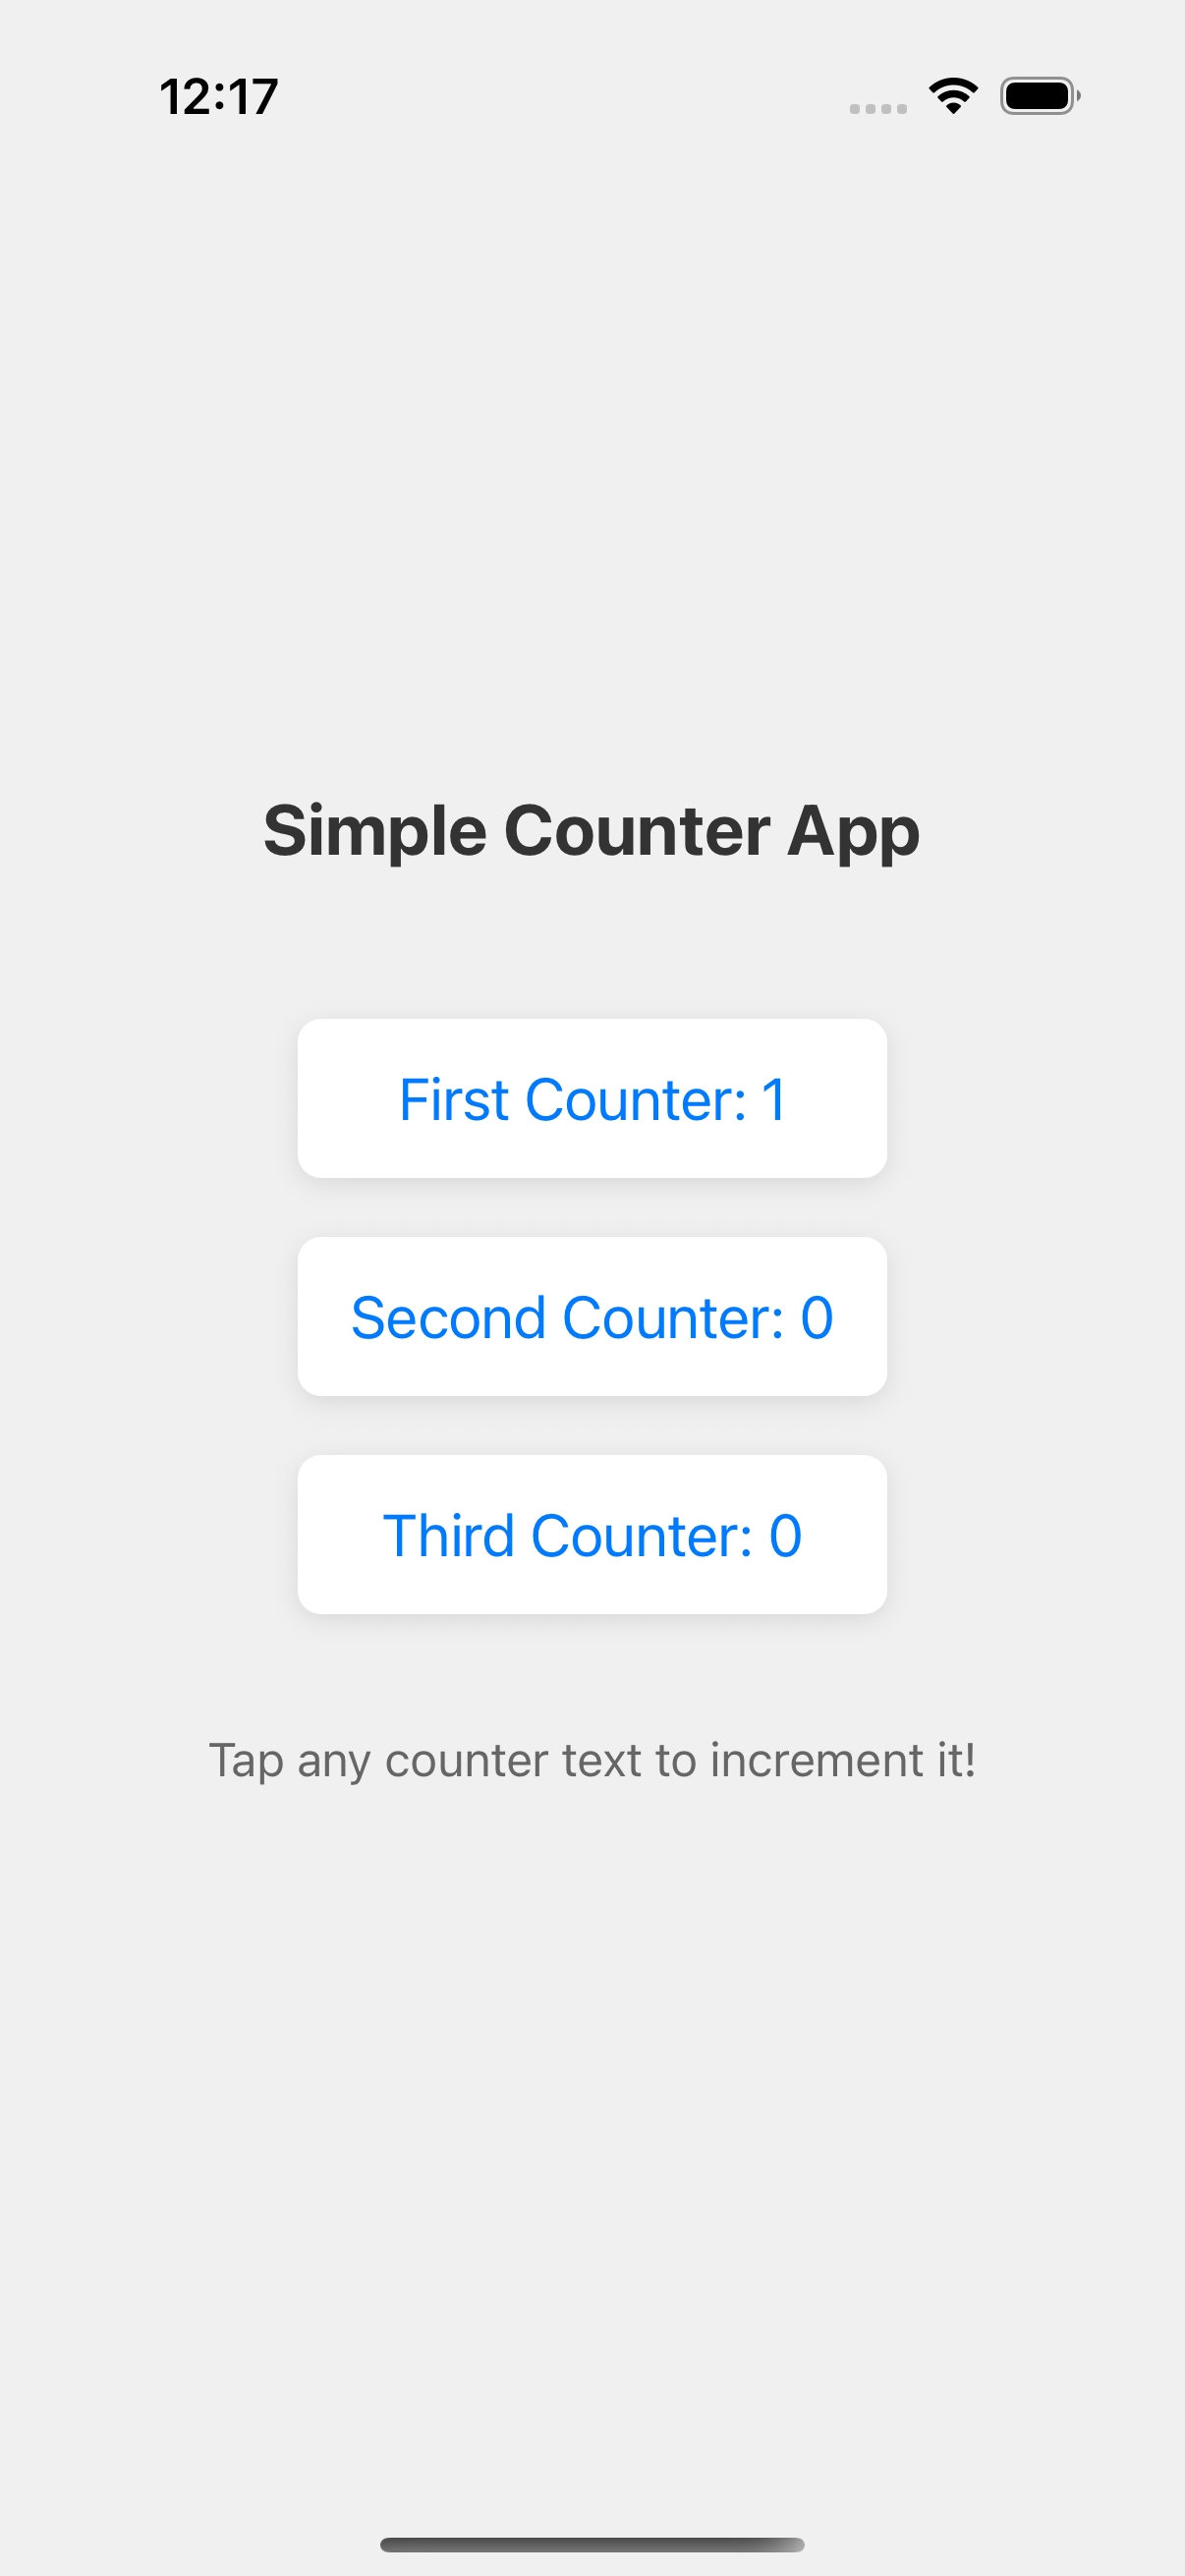 12:17
Simple Counter App
First Counter: 1
Second Counter: 0
Third Counter: 0
Tap any counter text to increment it!